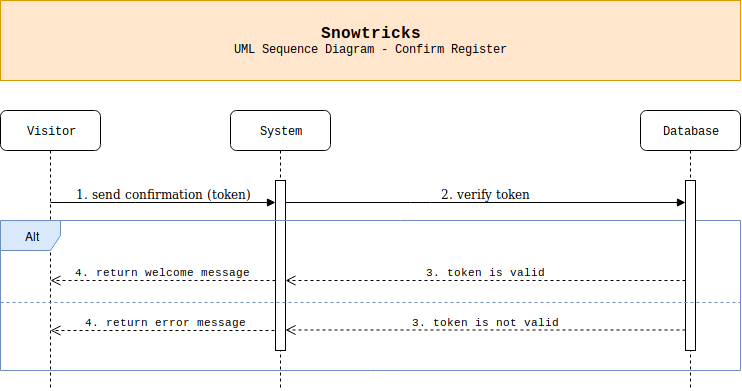 Snowtricks
UML Sequence Diagram - Confirm Register
Visitor
System
Database
1. send confirmation (token)
2. verify token
Alt
4. return welcome message
3. token is valid
4. return error message
3. token is not valid